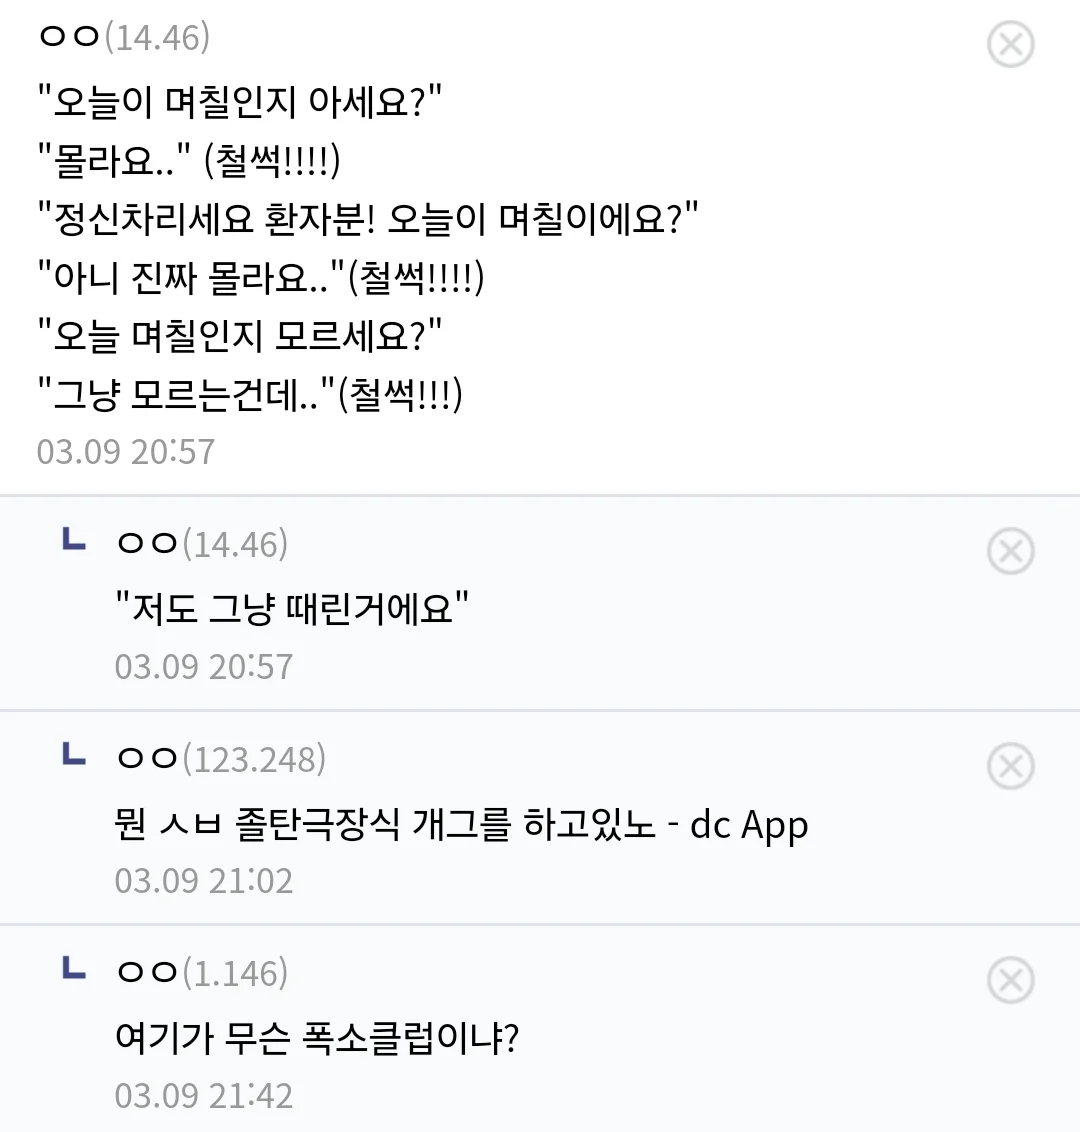 ㅇㅇ(14.46)
"오늘이 며칠인지 아세요?"
"몰라요.." (철썩!!!!)
"정신차리세요 환자분! 오늘이 며칠이에요?"
"아니 진짜 몰라요.."(철썩!!!!)
"오늘 며칠인지 모르세요?"
"그냥 모르는건데.."(철썩!!!)
03.09 20:57
ㅇㅇ(14.46)
"저도 그냥 때린거에요"
03.09 20:57
ㅇㅇ(123.248)
뭔 ㅅㅂ 졸탄극장식 개그를 하고있노 - dc App
03.09 21:02
ㅇㅇ(1.146)
여기가 무슨 폭소클럽이냐?
03.09 21:42